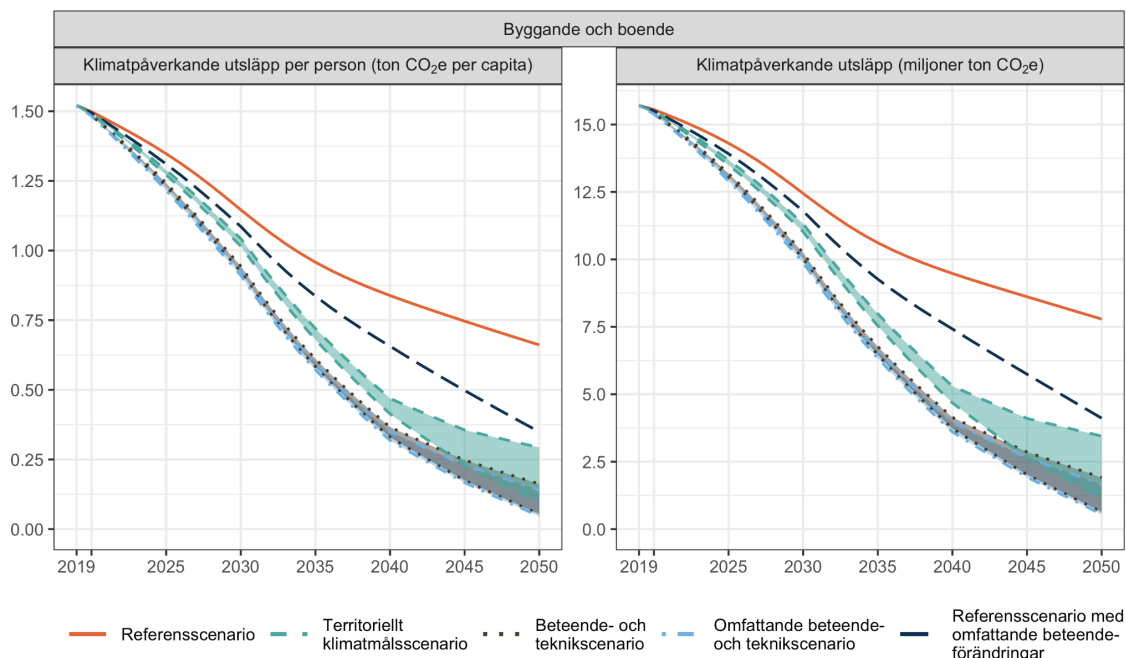 Byggande och boende
Klimatpåverkande utsläpp per person (ton CO₂e per capita)
Klimatpåverkande utsläpp (miljoner ton CO₂e)
1.50
1.25
1.00
0.75
0.50
0.25
0.00
2019
2025
2030
2035
2040
2045
2050
15.0
12.5
10.0
7.5
5.0
2.5
0.0
2019
2025
2030
2035
2040
2045
2050
Referensscenario
Territoriellt
klimatmålsscenario
Beteende- och
teknikscenario
Omfattande beteende-
och teknikscenario
Referensscenario med
omfattande beteende-
förändringar